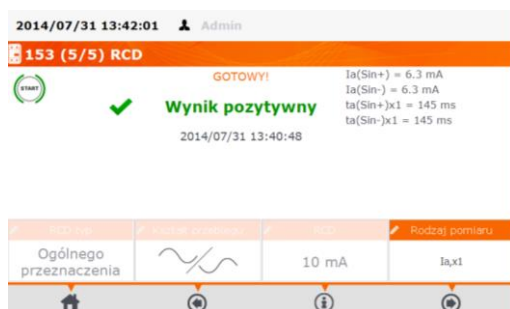 2014/07/31 13:42:01 Admin
153 (5/5) RCD
START
GOTOWY!
Wynik pozytywny
2014/07/31 13:40:48
Ia(Sin+) = 6.3 mA
Ia(Sin-) = 6.3 mA
ta(Sin+)x1 = 145 ms
ta(Sin-)x1 = 145 ms
RCD typ
Kształt przebiegu
RCD
Rodzaj pomiaru
Ogólnego
przeznaczenia
10 mA
Ia,x1